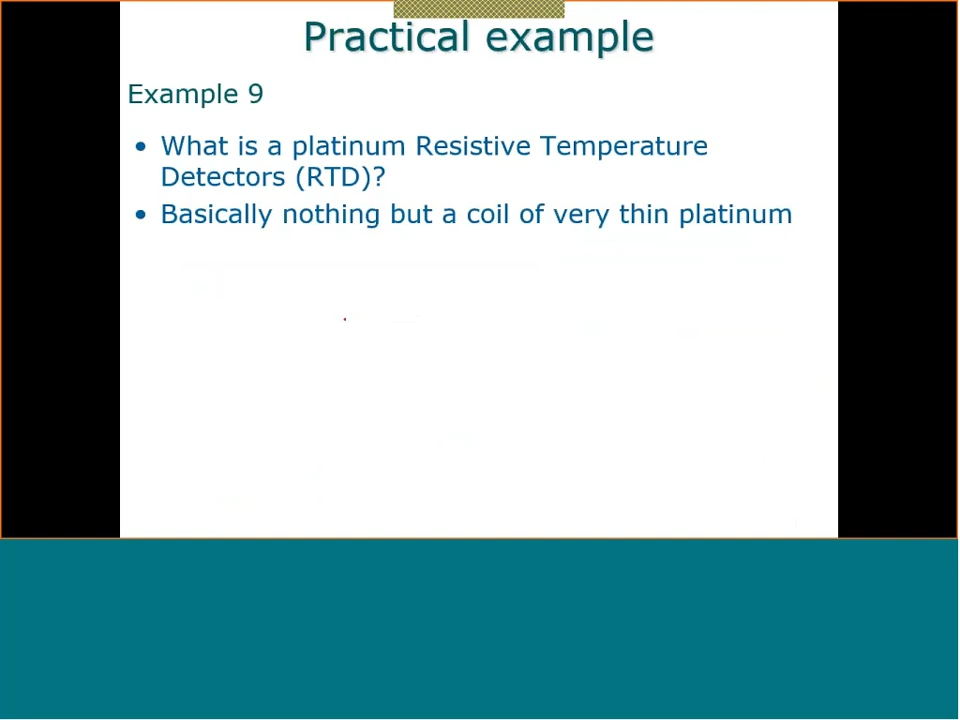 Practical example
Example 9
• What is a platinum Resistive Temperature
Detectors (RTD)?
• Basically nothing but a coil of very thin platinum